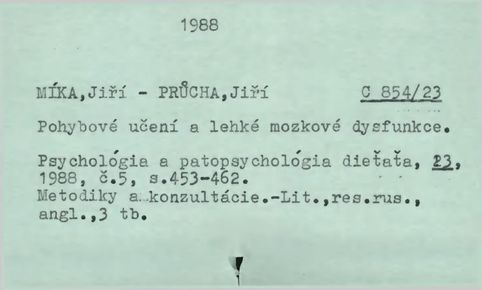 1988
MÍKA,Jiří - PRŮCHA,Jiří C 854/23
Pohybové učení a lehké mozkové dysfunkce.
Psychológia a patopsychológia dieťaťa, 23,
1988, č.5, s.453-462.
Metodiky a konzultácie.-Lit.,res.rus.,
angl.,3 tb.